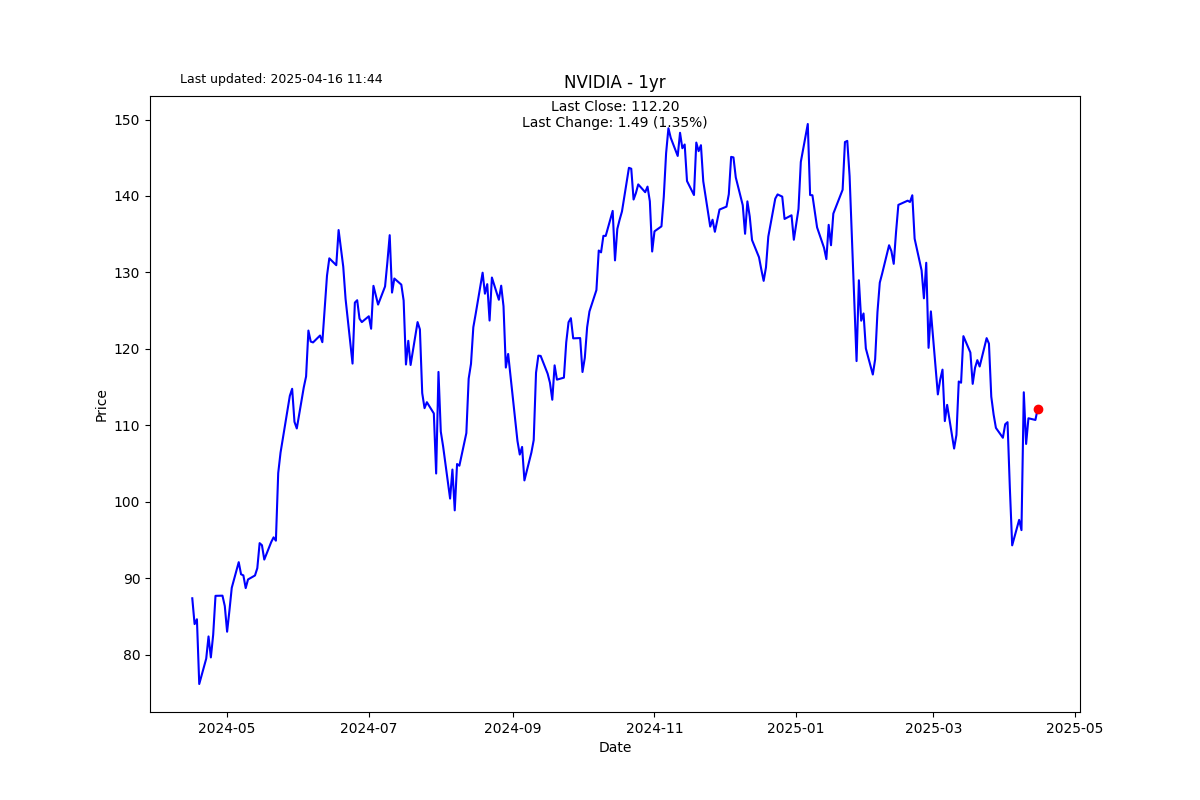 Last updated: 2025-04-16 11:44
NVIDIA - 1yr
Last Close: 112.20
Last Change: 1.49 (1.35%)
150
140
130
120
110
100
90
80
Price
2024-05
2024-07
2024-09
2024-11
2025-01
2025-03
2025-05
Date